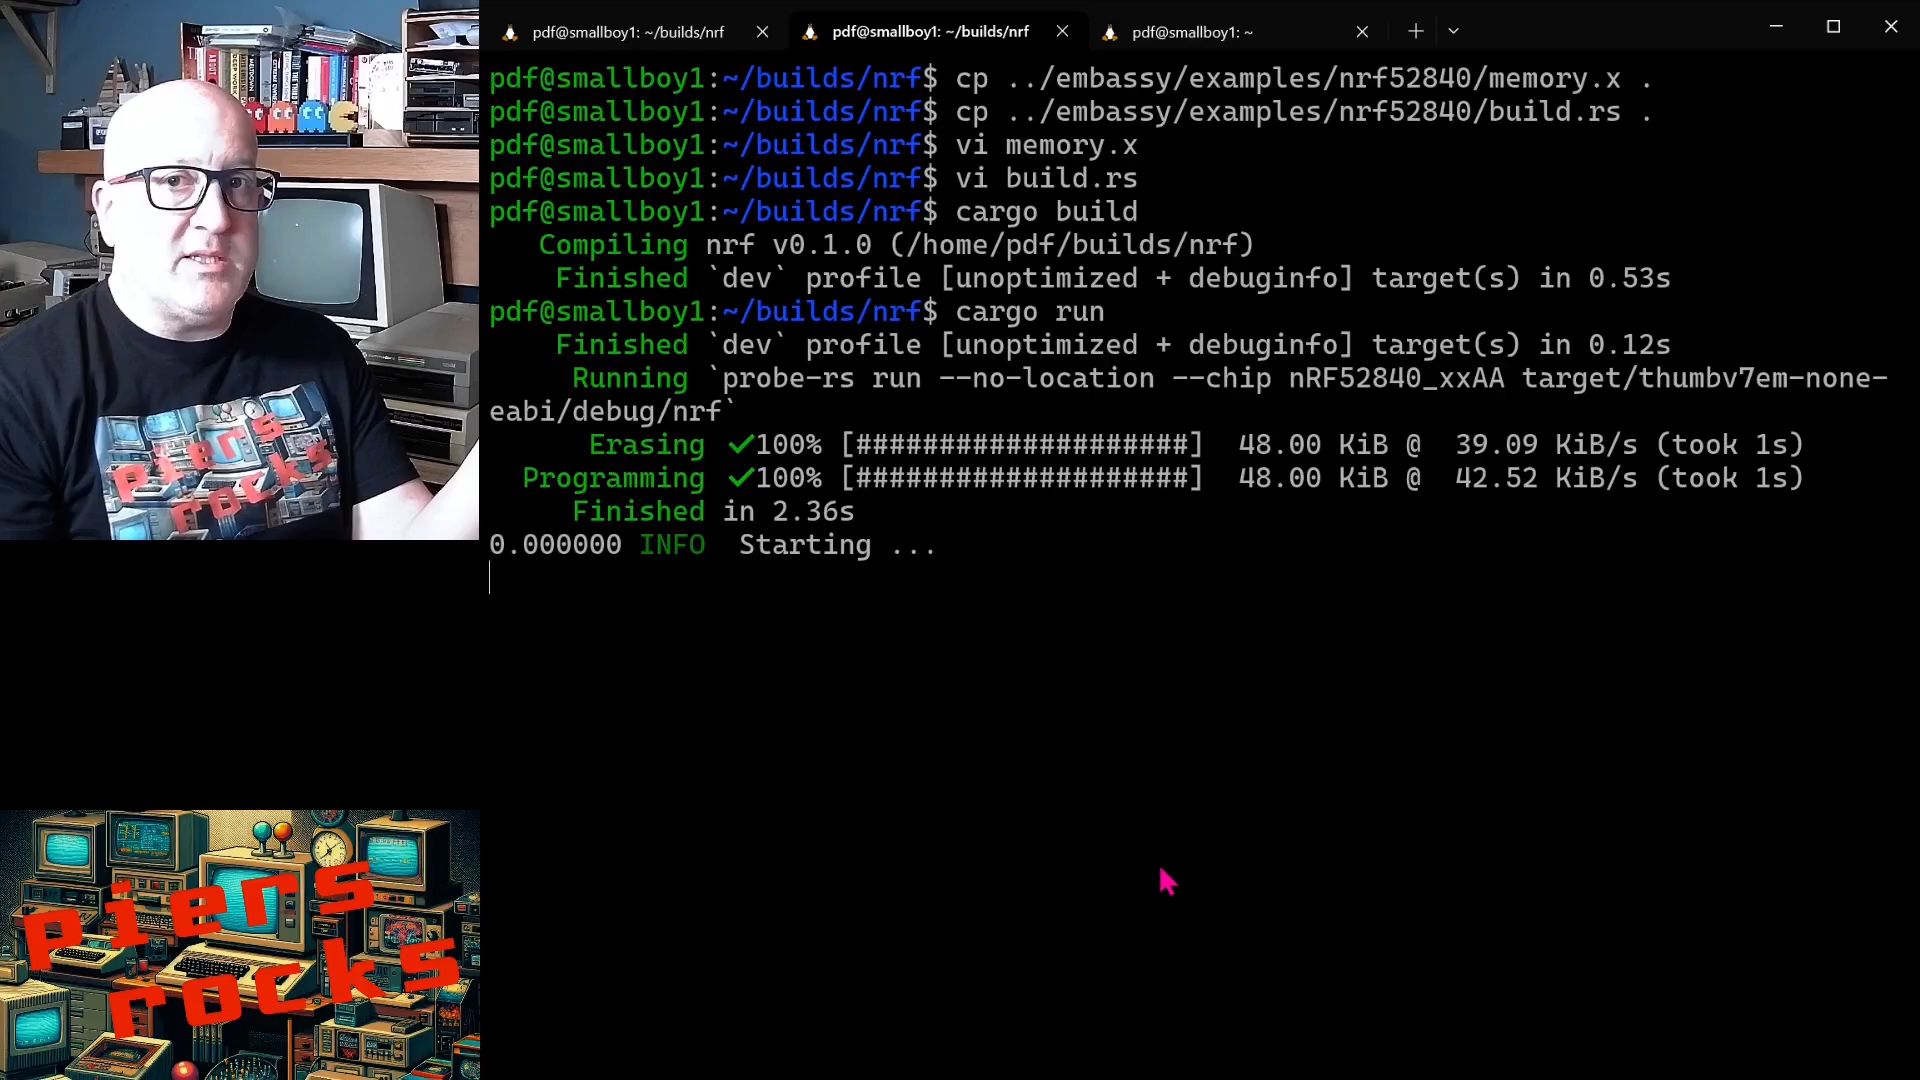 pdf@smallboy1: ~/builds/nrf
pdf@smallboy1: ~/builds/nrf
pdf@smallboy1: ~
pdf@smallboy1:~/builds/nrf$ cp ../embassy/examples/nrf52840/memory.x .
pdf@smallboy1:~/builds/nrf$ cp ../embassy/examples/nrf52840/build.rs .
pdf@smallboy1:~/builds/nrf$ vi memory.x
pdf@smallboy1:~/builds/nrf$ vi build.rs
pdf@smallboy1:~/builds/nrf$ cargo build
Compiling nrf v0.1.0 (/home/pdf/builds/nrf)
Finished `dev` profile [unoptimized + debuginfo] target(s) in 0.53s
pdf@smallboy1:~/builds/nrf$ cargo run
Finished `dev` profile [unoptimized + debuginfo] target(s) in 0.12s
Running `probe-rs run --no-location --chip nRF52840_xxAA target/thumbv7em-none-
eabi/debug/nrf`
Erasing ✔100% [####################] 48.00 KiB @ 39.09 KiB/s (took 1s)
Programming ✔100% [####################] 48.00 KiB @ 42.52 KiB/s (took 1s)
Finished in 2.36s
0.000000 INFO Starting ...
piers
rocks
piers
rocks